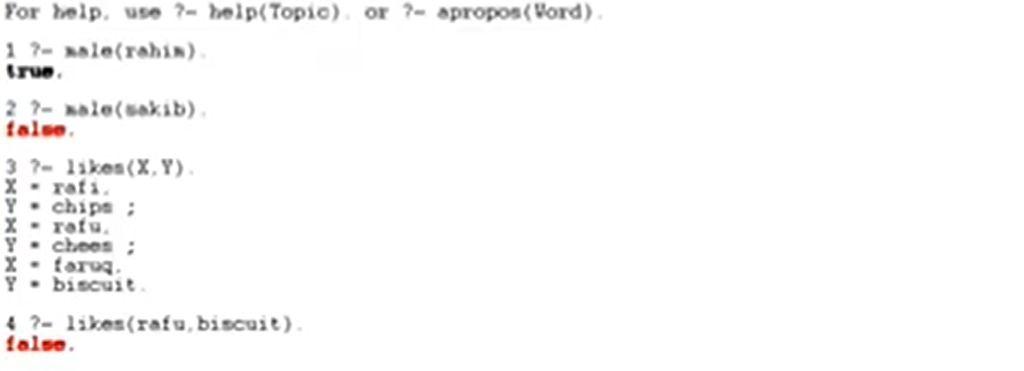 For help, use ?- help(Topic). or ?- apropos(Word).
1 ?- male(rahim).
true.
2 ?- male(sakib).
false.
3 ?- likes(X,Y).
X = rafi,
Y = chips ;
X = rafu,
Y = chees ;
X = faruq,
Y = biscuit.
4 ?- likes(rafu,biscuit).
false.